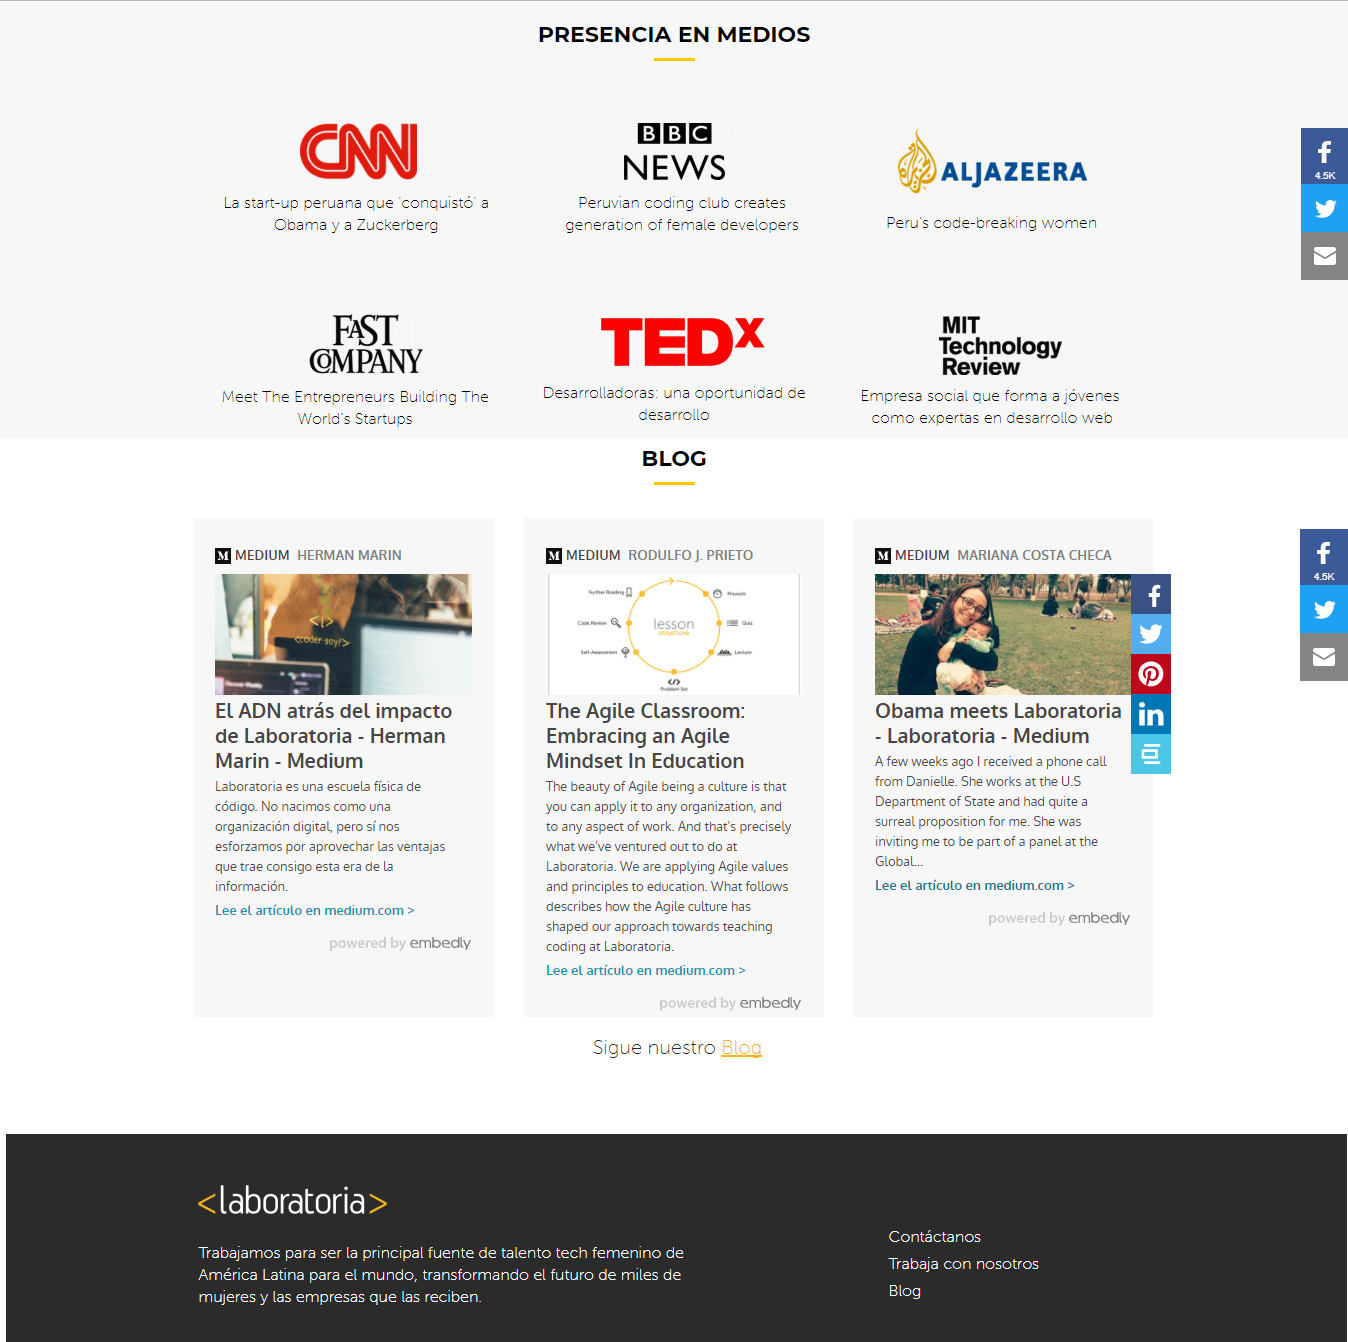 PRESENCIA EN MEDIOS
CNN
La start-up peruana que 'conquistó' a
Obama y a Zuckerberg
BBC
NEWS
Peruvian coding club creates
generation of female developers
ALJAZEERA
Peru's code-breaking women
4.5K
FAST
COMPANY
Meet The Entrepreneurs Building The
World's Startups
TEDx
Desarrolladoras: una oportunidad de
desarrollo
MIT
Technology
Review
Empresa social que forma a jóvenes
como expertas en desarrollo web
BLOG
M MEDIUM HERMAN MARIN
</>
<coder soy/>
El ADN atrás del impacto
de Laboratoria - Herman
Marin - Medium
Laboratoria es una escuela física de
código. No nacimos como una
organización digital, pero sí nos
esforzamos por aprovechar las ventajas
que trae consigo esta era de la
información.
Lee el artículo en medium.com >
powered by embedly
M MEDIUM RODULFO J. PRIETO
Further Reading
Prework
Code Review
lesson
structure
Quiz
Self-Assessment
Lecture
</>
Problem Set
The Agile Classroom:
Embracing an Agile
Mindset In Education
The beauty of Agile being a culture is that
you can apply it to any organization, and
to any aspect of work. And that's precisely
what we've ventured out to do at
Laboratoria. We are applying Agile values
and principles to education. What follows
describes how the Agile culture has
shaped our approach towards teaching
coding at Laboratoria.
Lee el artículo en medium.com >
powered by embedly
M MEDIUM MARIANA COSTA CHECA
Obama meets Laboratoria
- Laboratoria - Medium
A few weeks ago I received a phone call
from Danielle. She works at the U.S
Department of State and had quite a
surreal proposition for me. She was
inviting me to be part of a panel at the
Global...
Lee el artículo en medium.com >
powered by embedly
4.5K
Sigue nuestro Blog
<laboratoria>
Trabajamos para ser la principal fuente de talento tech femenino de
América Latina para el mundo, transformando el futuro de miles de
mujeres y las empresas que las reciben.
Contáctanos
Trabaja con nosotros
Blog